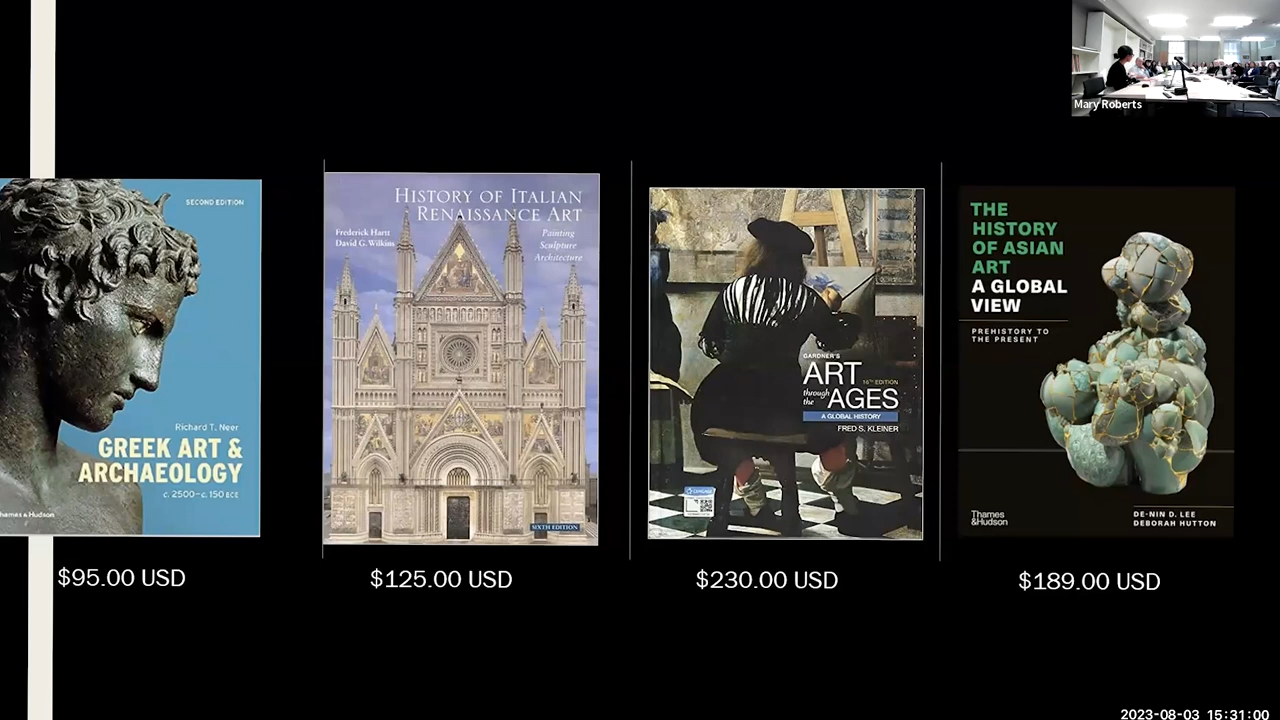 Mary Roberts
SECOND EDITION
Richard T. Neer
GREEK ART &
ARCHAEOLOGY
c. 2500–c. 150 BCE
Thames & Hudson
$95.00 USD
HISTORY OF ITALIAN
RENAISSANCE ART
Frederick Hartt
David G. Wilkins
Painting
Sculpture
Architecture
SIXTH EDITION
$125.00 USD
GARDNER'S
ART
16TH EDITION
through
the
AGES
A GLOBAL HISTORY
FRED S. KLEINER
CENGAGE
$230.00 USD
THE
HISTORY
OF ASIAN
ART
A GLOBAL
VIEW
PREHISTORY TO
THE PRESENT
Thames
&Hudson
DE-NIN D. LEE
DEBORAH HUTTON
$189.00 USD
2023-08-03 15:31:00